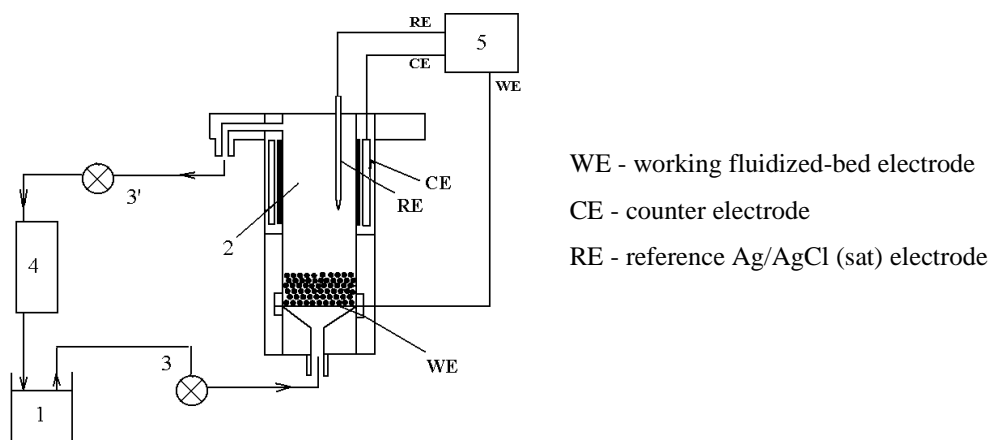 RE
5
CE
WE
3'
CE
RE
2
4
3
WE
1
WE - working fluidized-bed electrode
CE - counter electrode
RE - reference Ag/AgCl (sat) electrode